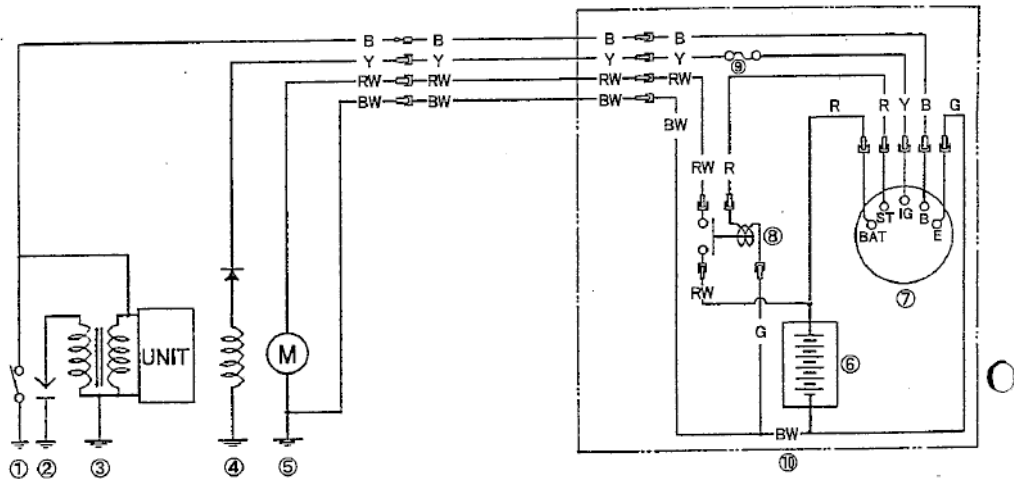 B B B B
Y Y Y Y ⑨
RW RW RW RW
BW BW BW
BW
R R Y B G
RW R
ST IG B
BAT E
⑧
⑦
RW
G
UNIT M ⑥
BW
① ② ③ ④ ⑤ ⑩